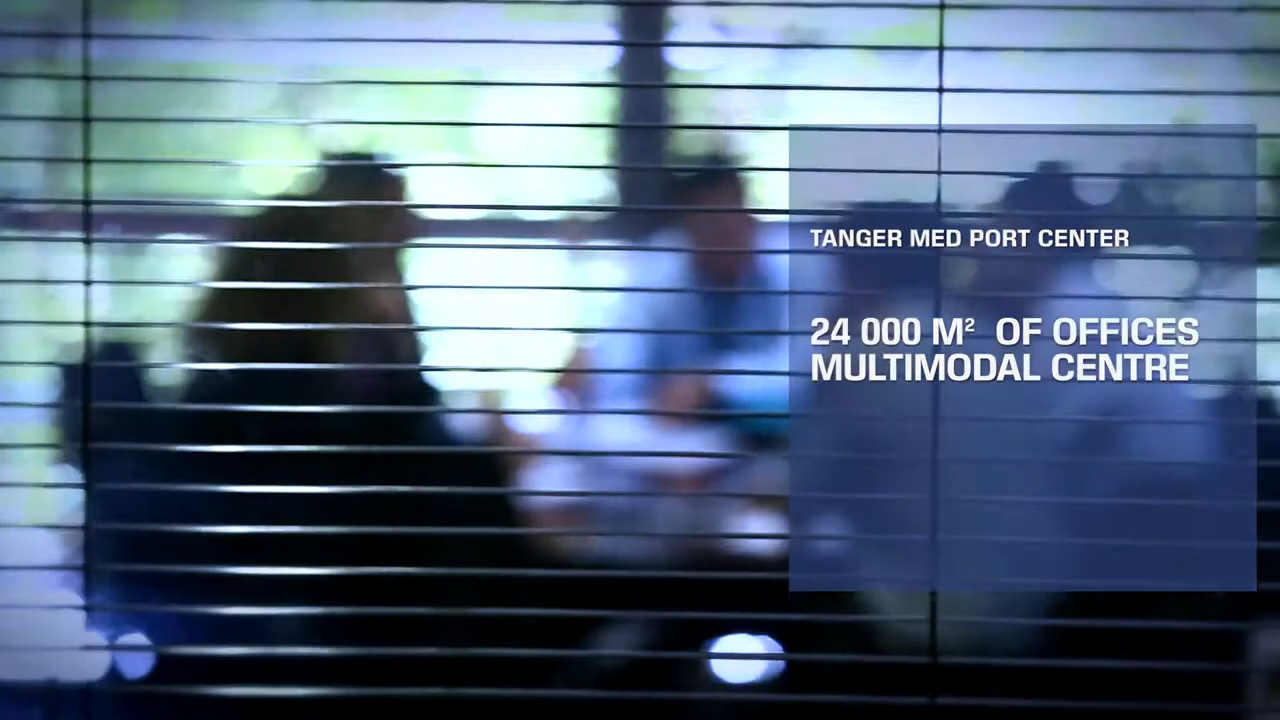 TANGER MED PORT CENTER
24 000 M² OF OFFICES
MULTIMODAL CENTRE